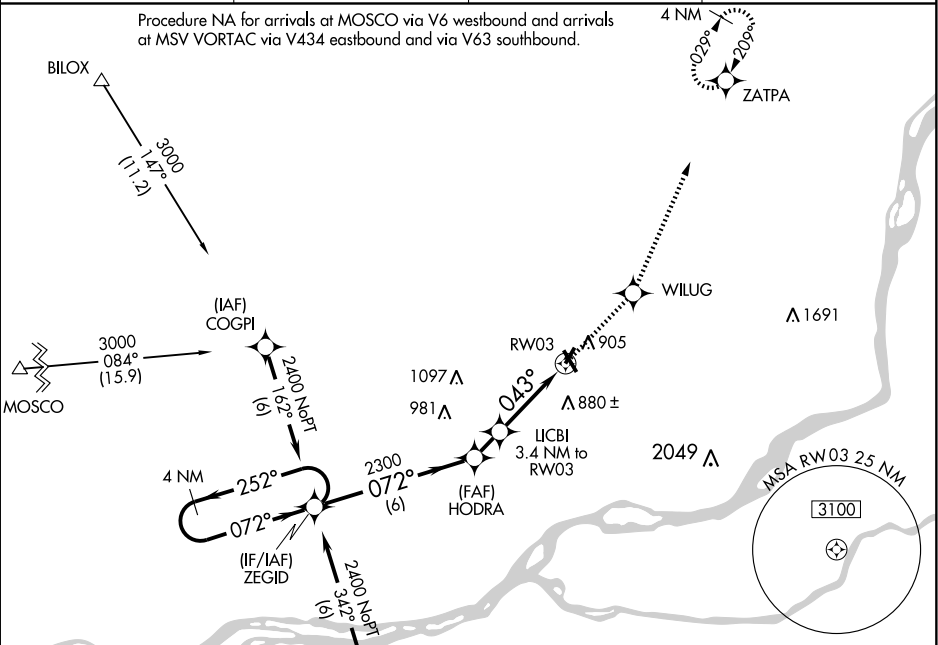 Procedure NA for arrivals at MOSCO via V6 westbound and arrivals
at MSV VORTAC via V434 eastbound and via V63 southbound.
4 NM
029°
209°
ZATPA
BILOX
3000
147°
(11.2)
WILUG
1691
(IAF)
COGPI
3000
084°
(15.9)
MOSCO
RW03
905
2400 NoPT
162°
(6)
1097
981
043°
880 ±
LICBI
3.4 NM to
RW03
2049
4 NM
252°
072°
2300
072°
(6)
(FAF)
HODRA
(IF/IAF)
ZEGID
2400 NoPT
342°
(6)
MSA RW03 25 NM
3100